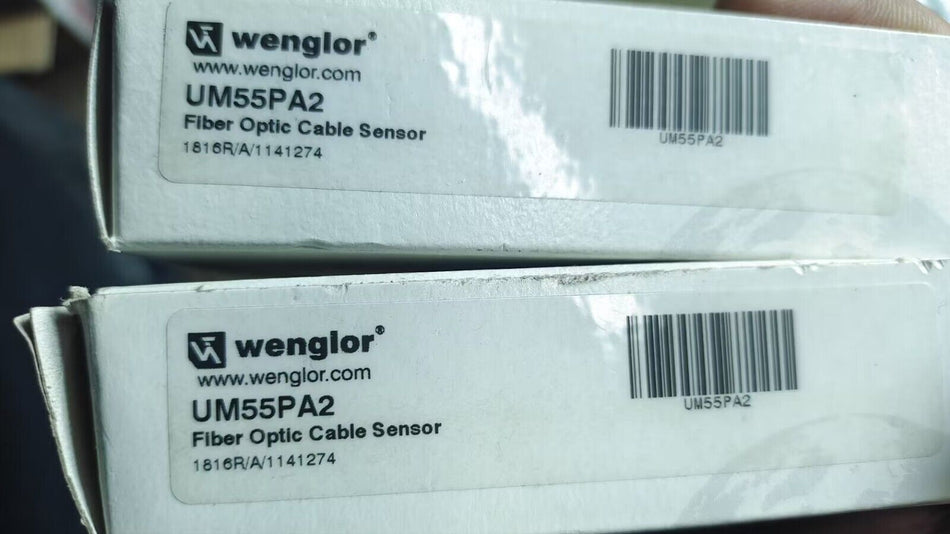 wenglor®
www.wenglor.com
UM55PA2
Fiber Optic Cable Sensor
1816R/A/1141274
UM55PA2
wenglor®
www.wenglor.com
UM55PA2
Fiber Optic Cable Sensor
1816R/A/1141274
UM55PA2